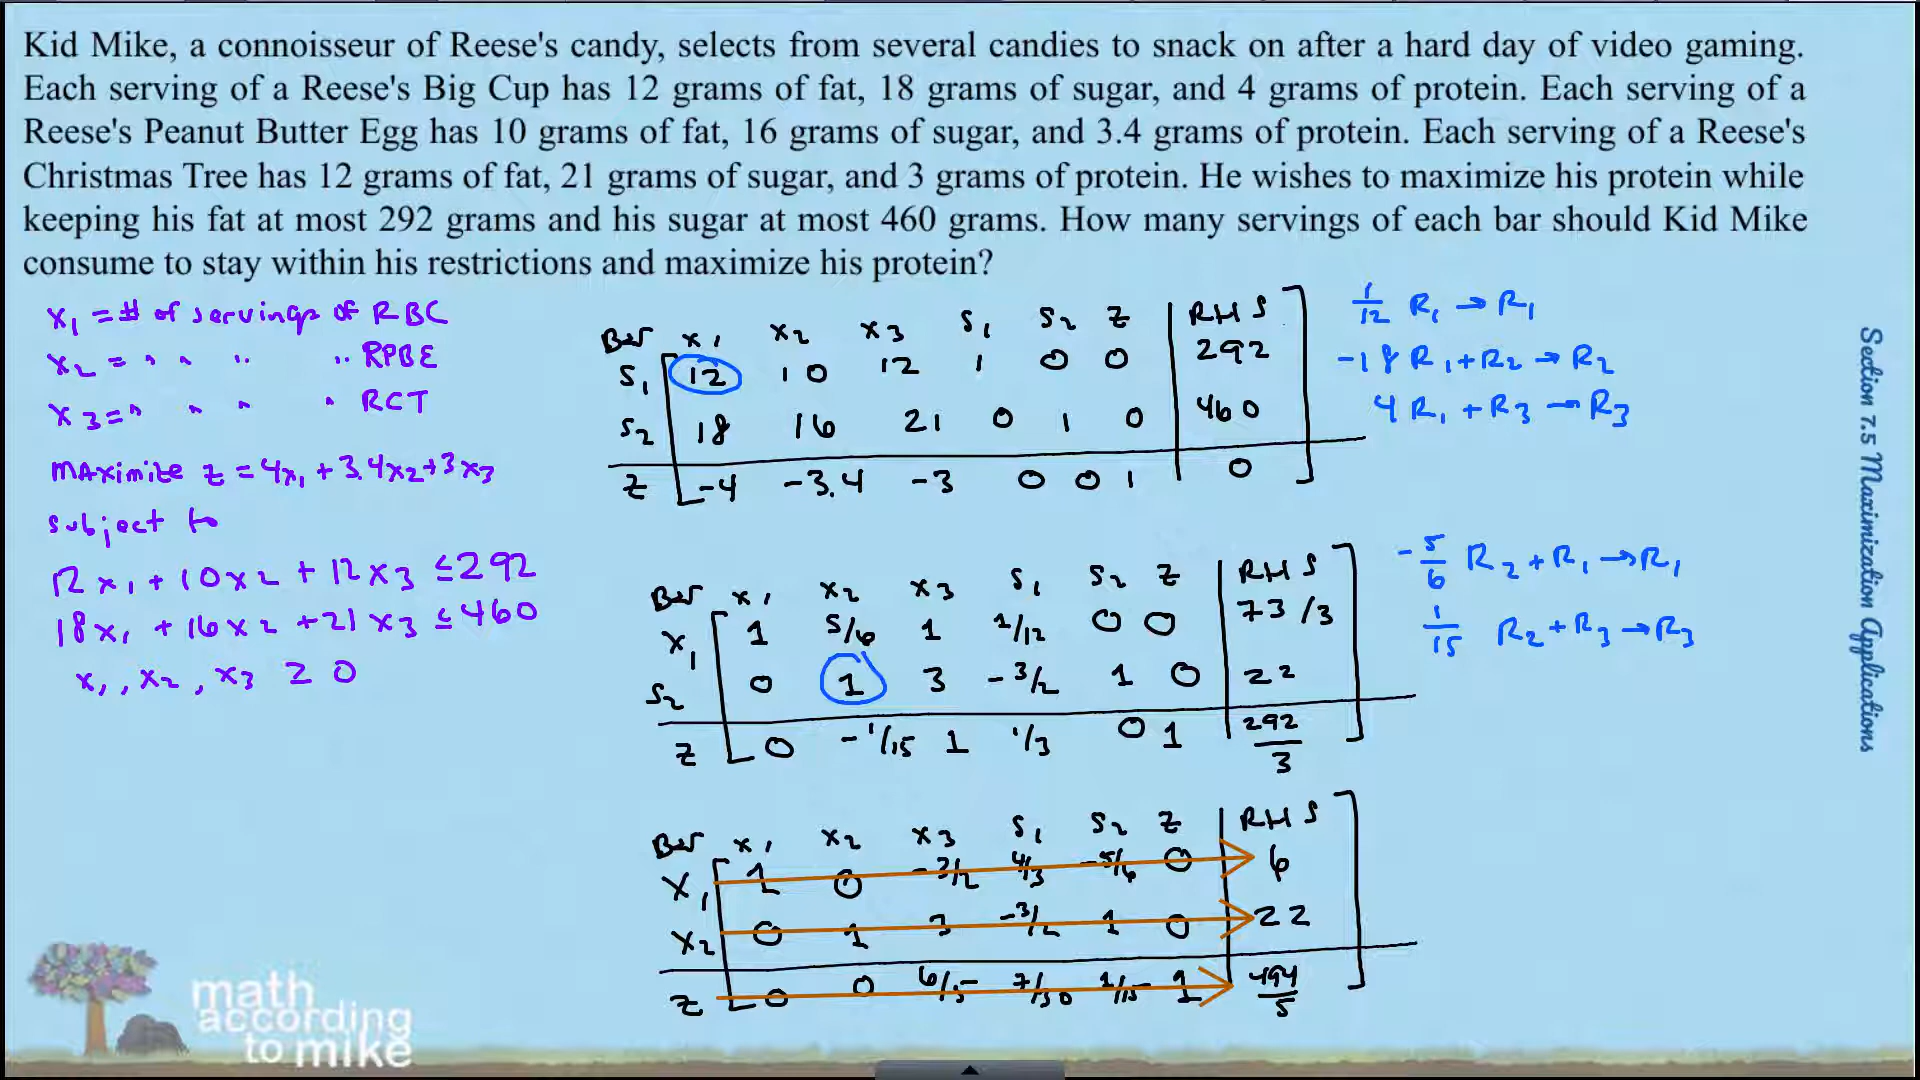 Kid Mike, a connoisseur of Reese's candy, selects from several candies to snack on after a hard day of video gaming.
Each serving of a Reese's Big Cup has 12 grams of fat, 18 grams of sugar, and 4 grams of protein. Each serving of a
Reese's Peanut Butter Egg has 10 grams of fat, 16 grams of sugar, and 3.4 grams of protein. Each serving of a Reese's
Christmas Tree has 12 grams of fat, 21 grams of sugar, and 3 grams of protein. He wishes to maximize his protein while
keeping his fat at most 292 grams and his sugar at most 460 grams. How many servings of each bar should Kid Mike
consume to stay within his restrictions and maximize his protein?
x₁ = # of servings of RBC
x₂ = " " " " RPBE
x₃ = " " " " RCT
Maximize z = 4x₁ + 3.4x₂ + 3x₃
subject to
12x₁ + 10x₂ + 12x₃ ≤ 292
18x₁ + 16x₂ + 21x₃ ≤ 460
x₁, x₂, x₃ ≥ 0
x₁ x₂ x₃ s₁ s₂ z RHS
s₁ 12 10 12 1 0 0 292
s₂ 18 16 21 0 1 0 460
z -4 -3.4 -3 0 0 1 0
1/12 R₁ → R₁
-18 R₁ + R₂ → R₂
4 R₁ + R₃ → R₃
x₁ x₂ x₃ s₁ s₂ z RHS
x₁ 1 5/6 1 1/12 0 0 73/3
s₂ 0 1 3 -3/2 1 0 22
z 0 -1/15 1 1/3 0 1 292/3
-5/6 R₂ + R₁ → R₁
1/15 R₂ + R₃ → R₃
x₁ x₂ x₃ s₁ s₂ z RHS
x₁ 1 0 -3/2 4/3 -5/6 0 6
x₂ 0 1 3 -3/2 1 0 22
z 0 0 6/5 7/30 1/15 1 494/5
Section 7.5 Maximization Applications
math
according
to mike